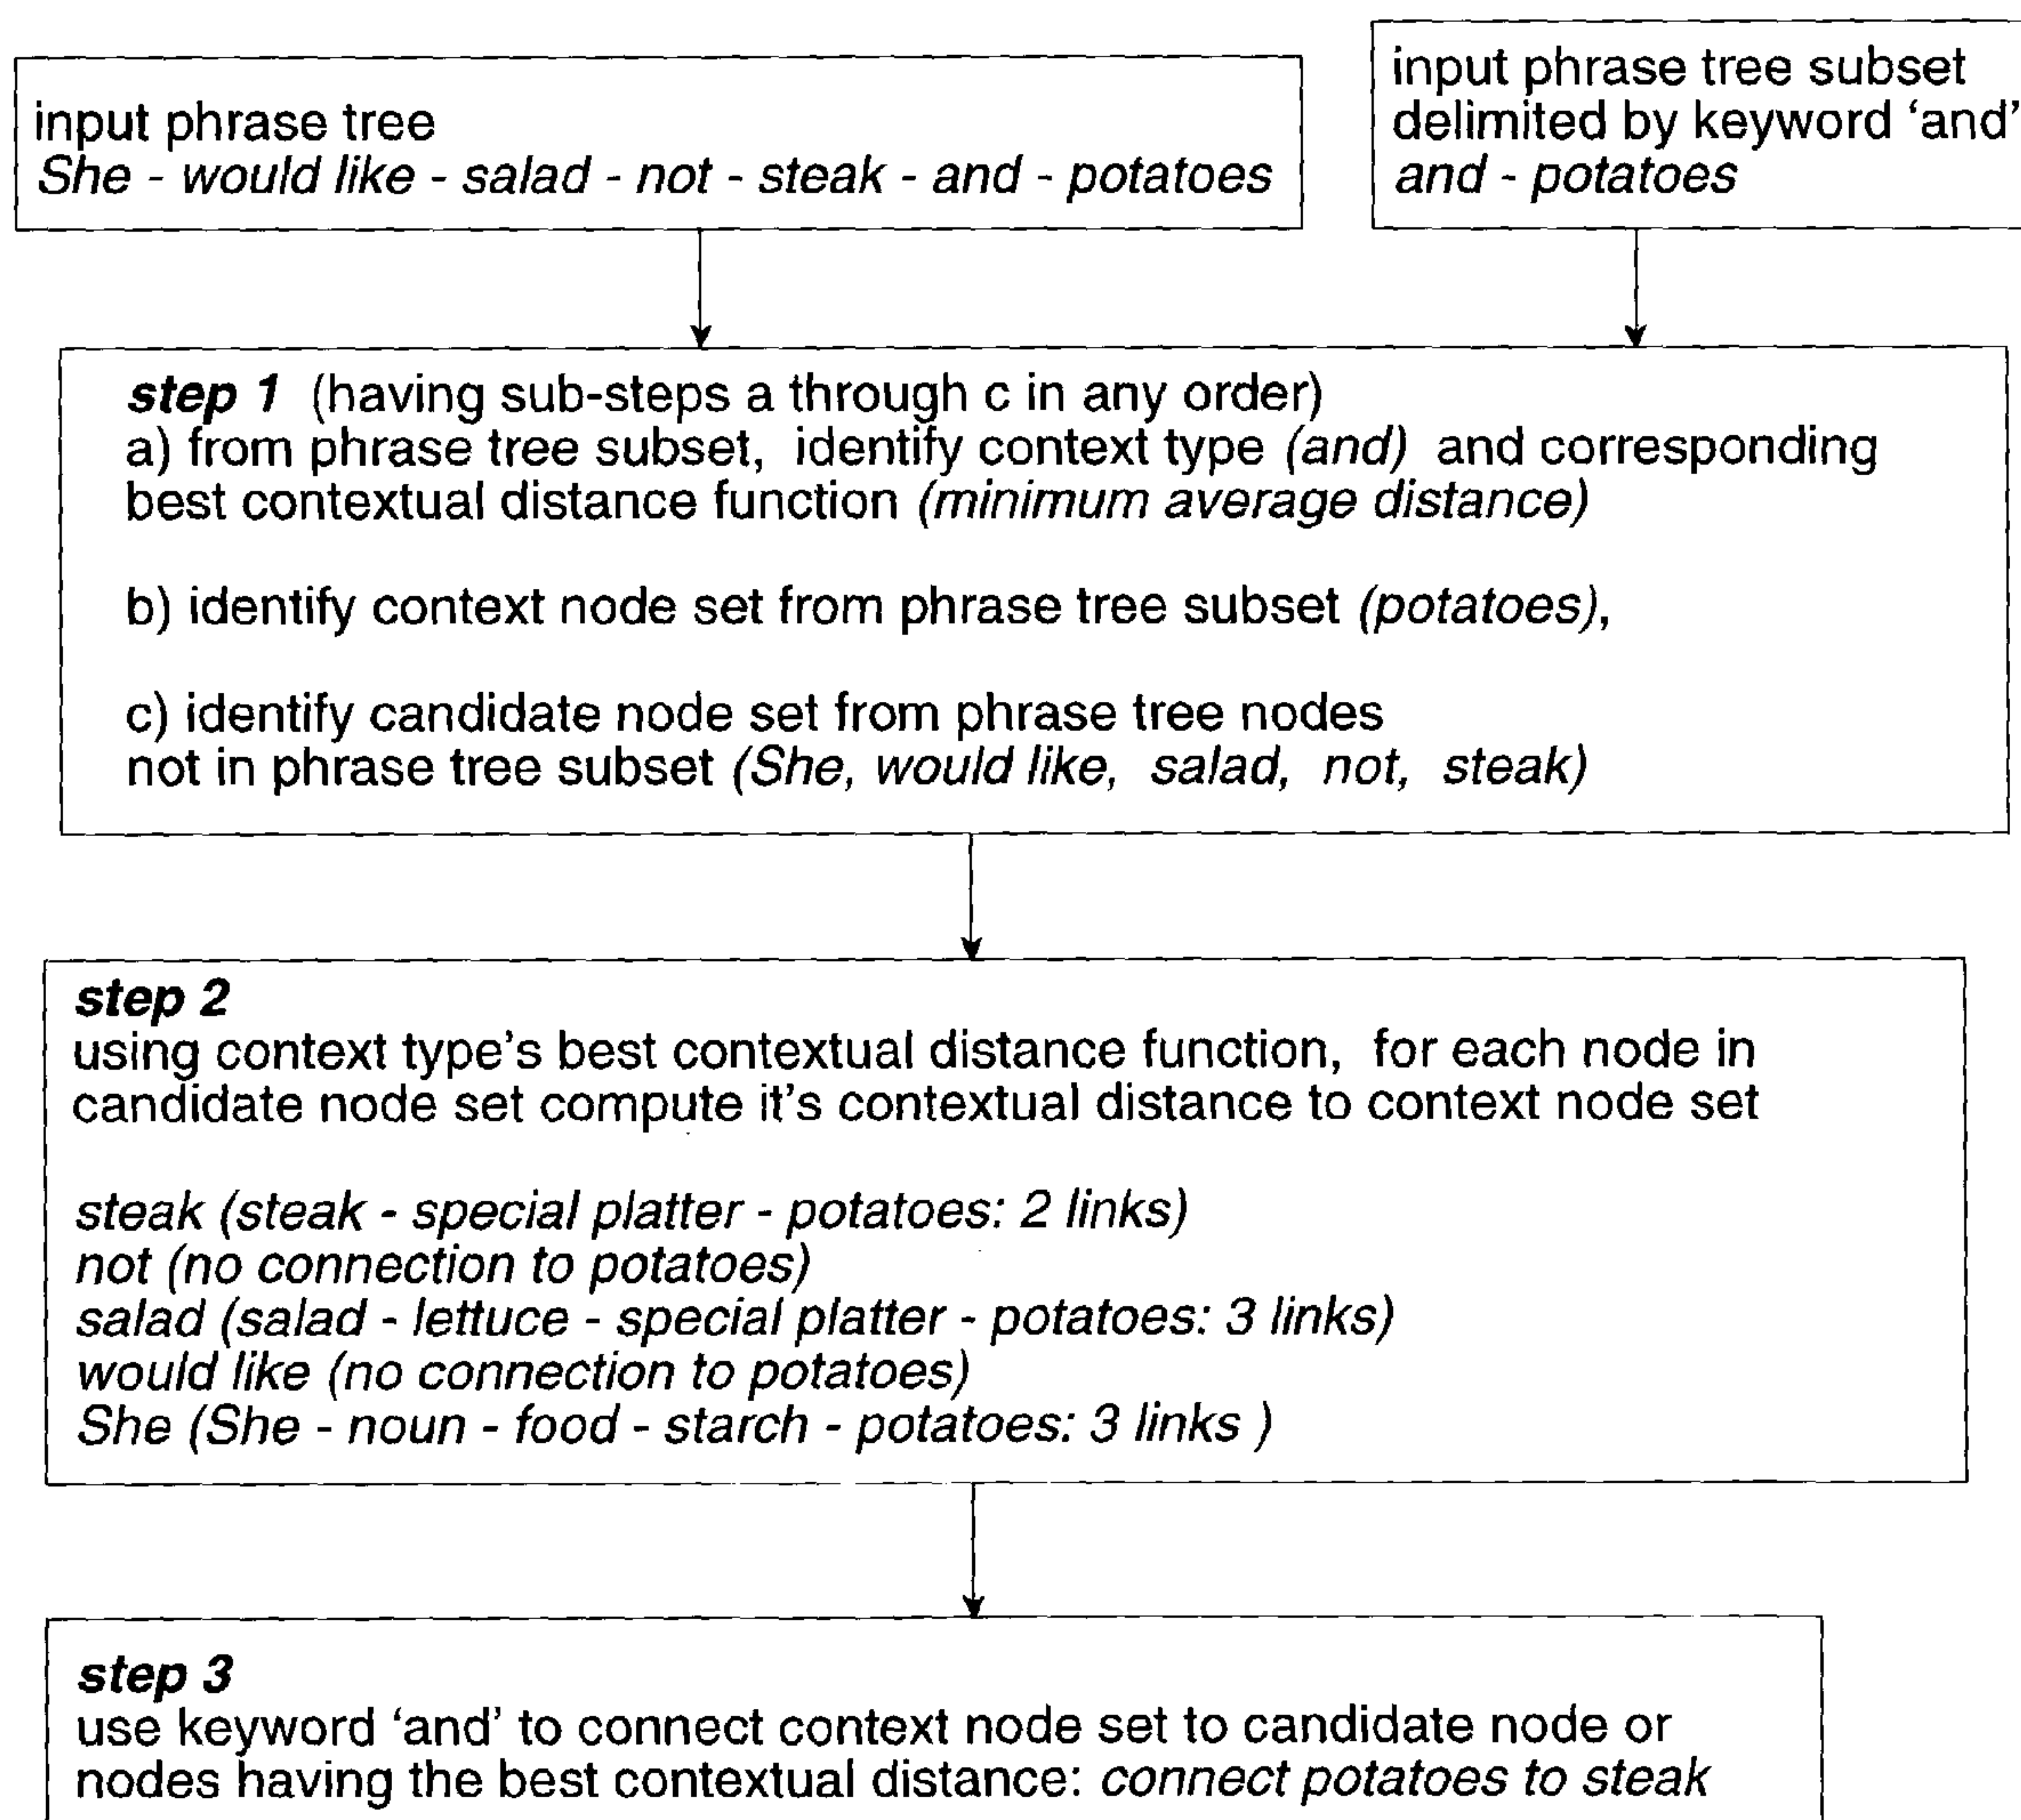 input phrase tree
She - would like - salad - not - steak - and - potatoes
input phrase tree subset
delimited by keyword ‘and’
and - potatoes
step 1 (having sub-steps a through c in any order)
a) from phrase tree subset, identify context type (and) and corresponding
best contextual distance function (minimum average distance)
b) identify context node set from phrase tree subset (potatoes),
c) identify candidate node set from phrase tree nodes
not in phrase tree subset (She, would like, salad, not, steak)
step 2
using context type’s best contextual distance function, for each node in
candidate node set compute it’s contextual distance to context node set
steak (steak - special platter - potatoes: 2 links)
not (no connection to potatoes)
salad (salad - lettuce - special platter - potatoes: 3 links)
would like (no connection to potatoes)
She (She - noun - food - starch - potatoes: 3 links )
step 3
use keyword ‘and’ to connect context node set to candidate node or
nodes having the best contextual distance: connect potatoes to steak